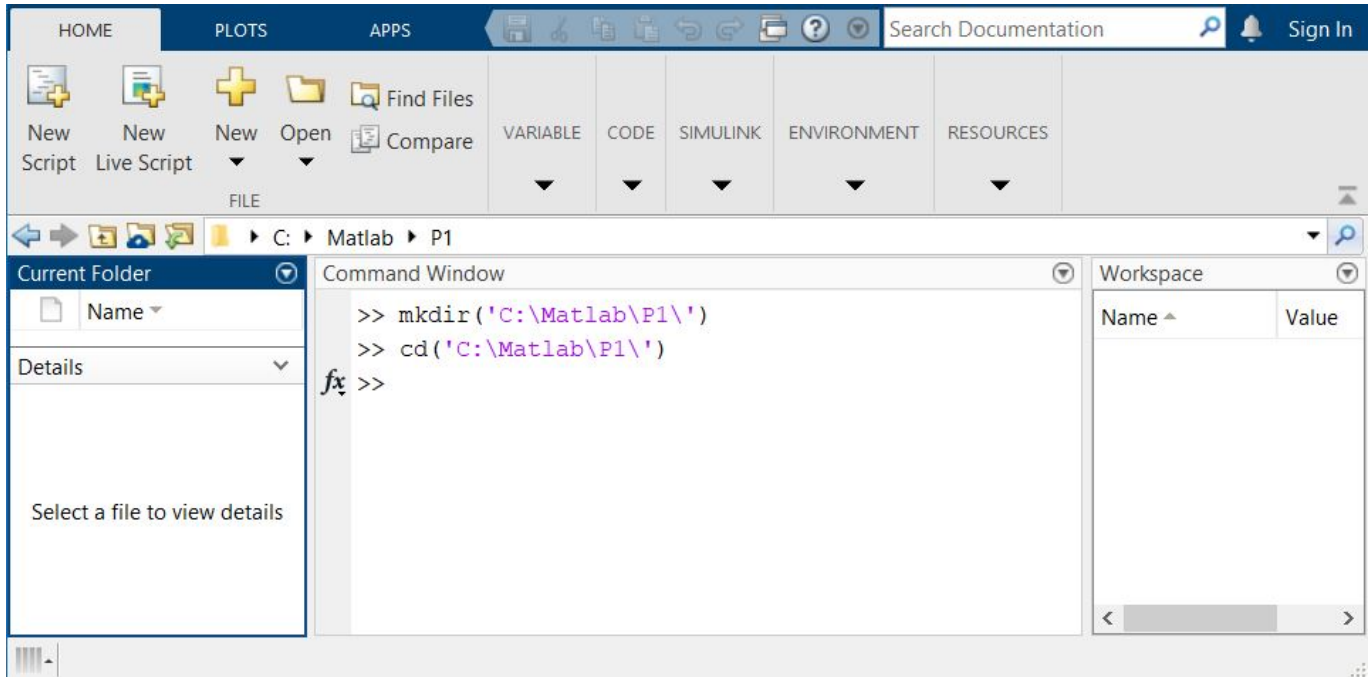 HOME PLOTS APPS Search Documentation Sign In
New Script
New Live Script
New
Open
Find Files
Compare
FILE
VARIABLE
CODE
SIMULINK
ENVIRONMENT
RESOURCES
C: Matlab P1
Current Folder
Name
Details
Select a file to view details
Command Window
>> mkdir('C:\Matlab\P1\')
>> cd('C:\Matlab\P1\')
fx >>
Workspace
Name Value